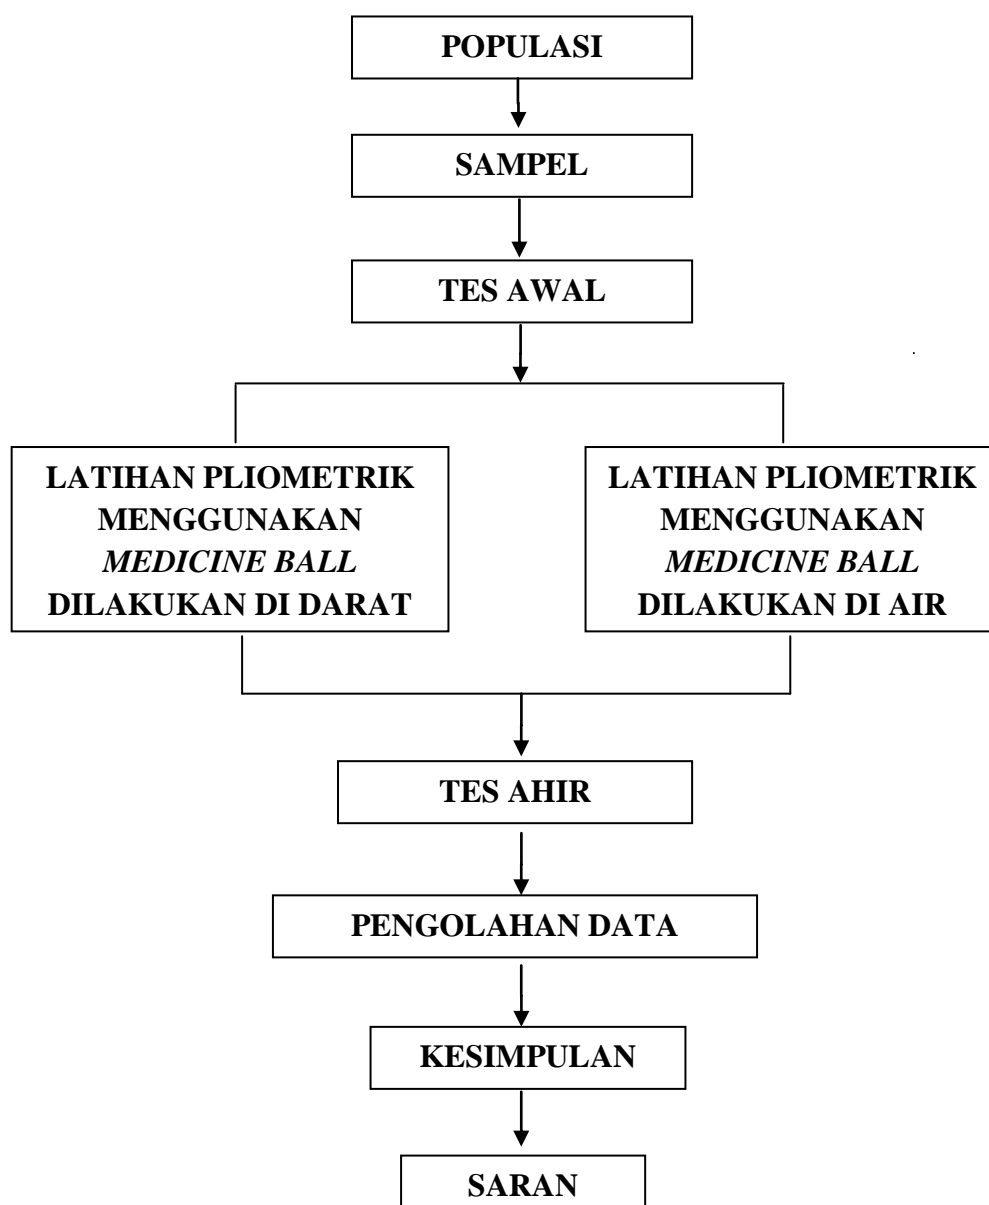 POPULASI
SAMPEL
TES AWAL
LATIHAN PLIOMETRIK
MENGGUNAKAN
MEDICINE BALL
DILAKUKAN DI DARAT
LATIHAN PLIOMETRIK
MENGGUNAKAN
MEDICINE BALL
DILAKUKAN DI AIR
TES AHIR
PENGOLAHAN DATA
KESIMPULAN
SARAN